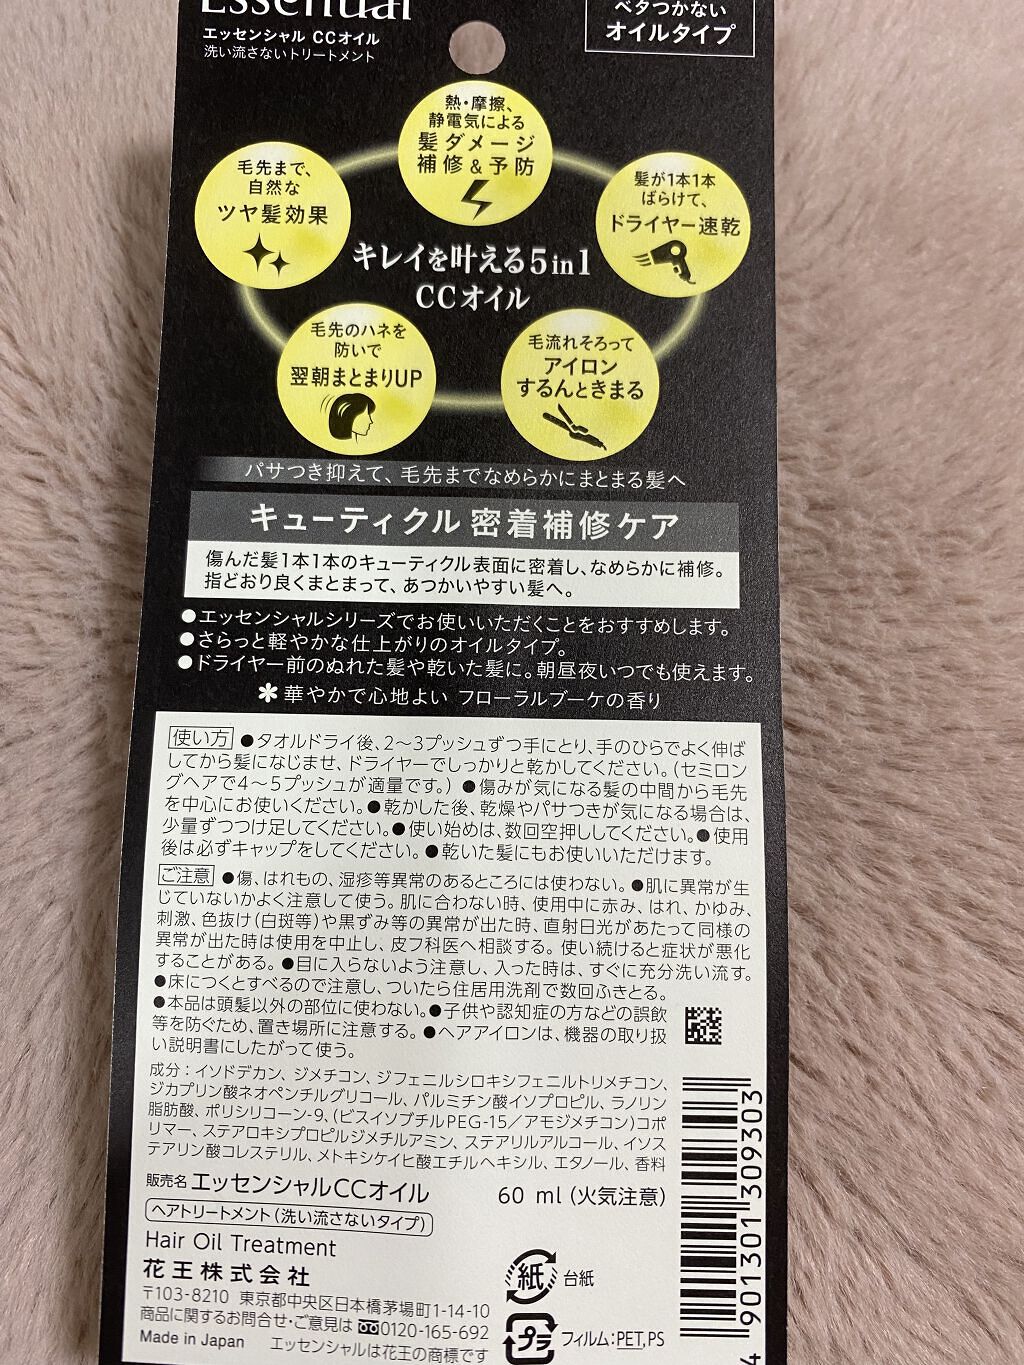 Essential
エッセンシャル CCオイル
洗い流さないトリートメント
ベタつかない
オイルタイプ
熱・摩擦、
静電気による
髪ダメージ
補修&予防
毛先まで、
自然な
ツヤ髪効果
髪が1本1本
ばらけて、
ドライヤー速乾
キレイを叶える5in1
CCオイル
毛先のハネを
防いで
翌朝まとまりUP
毛流れそろって
アイロン
するんときまる
パサつき抑えて、毛先までなめらかにまとまる髪へ
キューティクル 密着補修ケア
傷んだ髪1本1本のキューティクル表面に密着し、なめらかに補修。
指どおり良くまとまって、あつかいやすい髪へ。
●エッセンシャルシリーズでお使いいただくことをおすすめします。
●さらっと軽やかな仕上がりのオイルタイプ。
●ドライヤー前のぬれた髪や乾いた髪に。朝昼夜いつでも使えます。
＊華やかで心地よい フローラルブーケの香り
使い方 ●タオルドライ後、2〜3プッシュずつ手にとり、手のひらでよく伸ば
してから髪になじませ、ドライヤーでしっかりと乾かしてください。(セミロン
グヘアで4〜5プッシュが適量です。) ●傷みが気になる髪の中間から毛先
を中心にお使いください。●乾かした後、乾燥やパサつきが気になる場合は、
少量ずつつけ足してください。●使い始めは、数回空押ししてください。●使用
後は必ずキャップをしてください。●乾いた髪にもお使いいただけます。
ご注意 ●傷、はれもの、湿疹等異常のあるところには使わない。●肌に異常が生
じていないかよく注意して使う。肌に合わない時、使用中に赤み、はれ、かゆみ、
刺激、色抜け(白斑等)や黒ずみ等の異常が出た時、直射日光があたって同様の
異常が出た時は使用を中止し、皮フ科医へ相談する。使い続けると症状が悪化
することがある。●目に入らないよう注意し、入った時は、すぐに充分洗い流す。
●床につくとすべるので注意し、ついたら住居用洗剤で数回ふきとる。
●本品は頭髪以外の部位に使わない。●子供や認知症の方などの誤飲
等を防ぐため、置き場所に注意する。●ヘアアイロンは、機器の取り扱
い説明書にしたがって使う。
成分：イソドデカン、ジメチコン、ジフェニルシロキシフェニルトリメチコン、
ジカプリン酸ネオペンチルグリコール、パルミチン酸イソプロピル、ラノリン
脂肪酸、ポリシリコーン-9、(ビスイソブチルPEG-15／アモジメチコン)コポ
リマー、ステアロキシプロピルジメチルアミン、ステアリルアルコール、イソス
テアリン酸コレステリル、メトキシケイヒ酸エチルヘキシル、エタノール、香料
販売名 エッセンシャルCCオイル 60 ml (火気注意)
ヘアトリートメント(洗い流さないタイプ)
Hair Oil Treatment
花王株式会社
〒103-8210 東京都中央区日本橋茅場町1-14-10
商品に関するお問合せ・ご意見は 0120-165-692
Made in Japan エッセンシャルは花王の商標です
紙 台紙
プラ フィルム：PET,PS
4 901301 309303